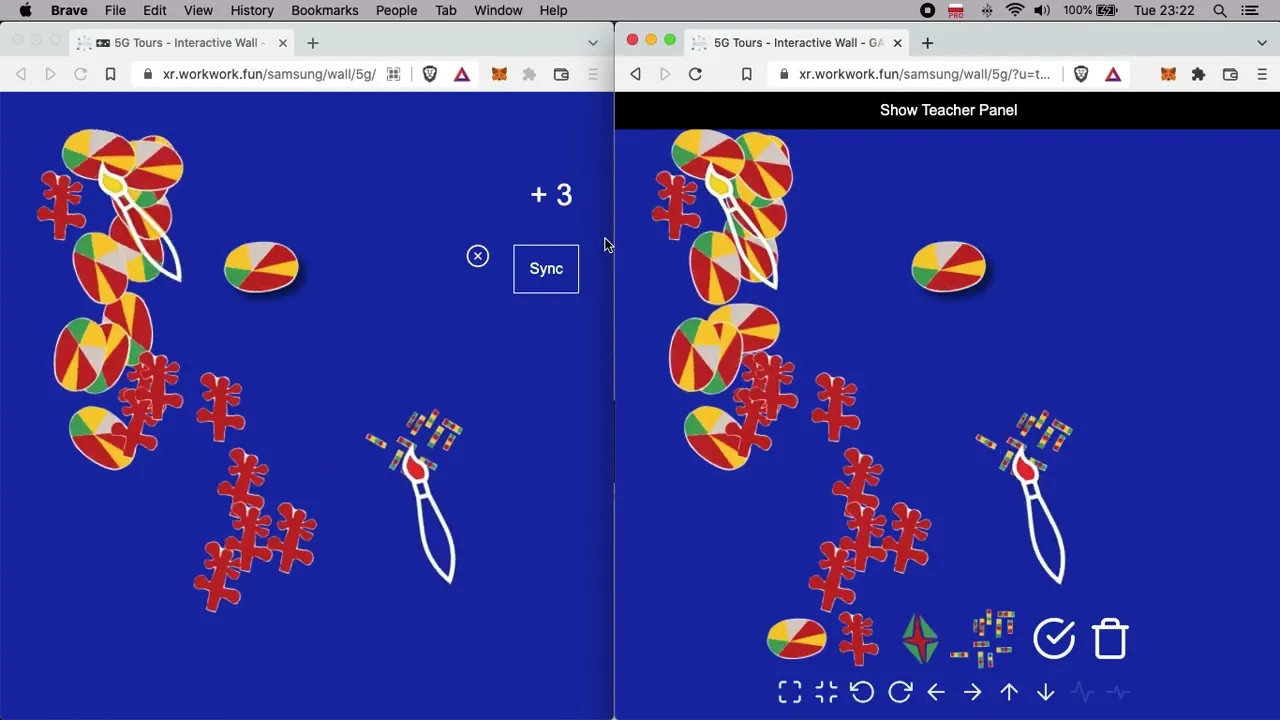 Brave File Edit View History Bookmarks People Tab Window Help PRO 100% Tue 23:22
5G Tours - Interactive Wall -
5G Tours - Interactive Wall - GA
xr.workwork.fun/samsung/wall/5g/
xr.workwork.fun/samsung/wall/5g/?u=t...
Show Teacher Panel
+ 3
Sync